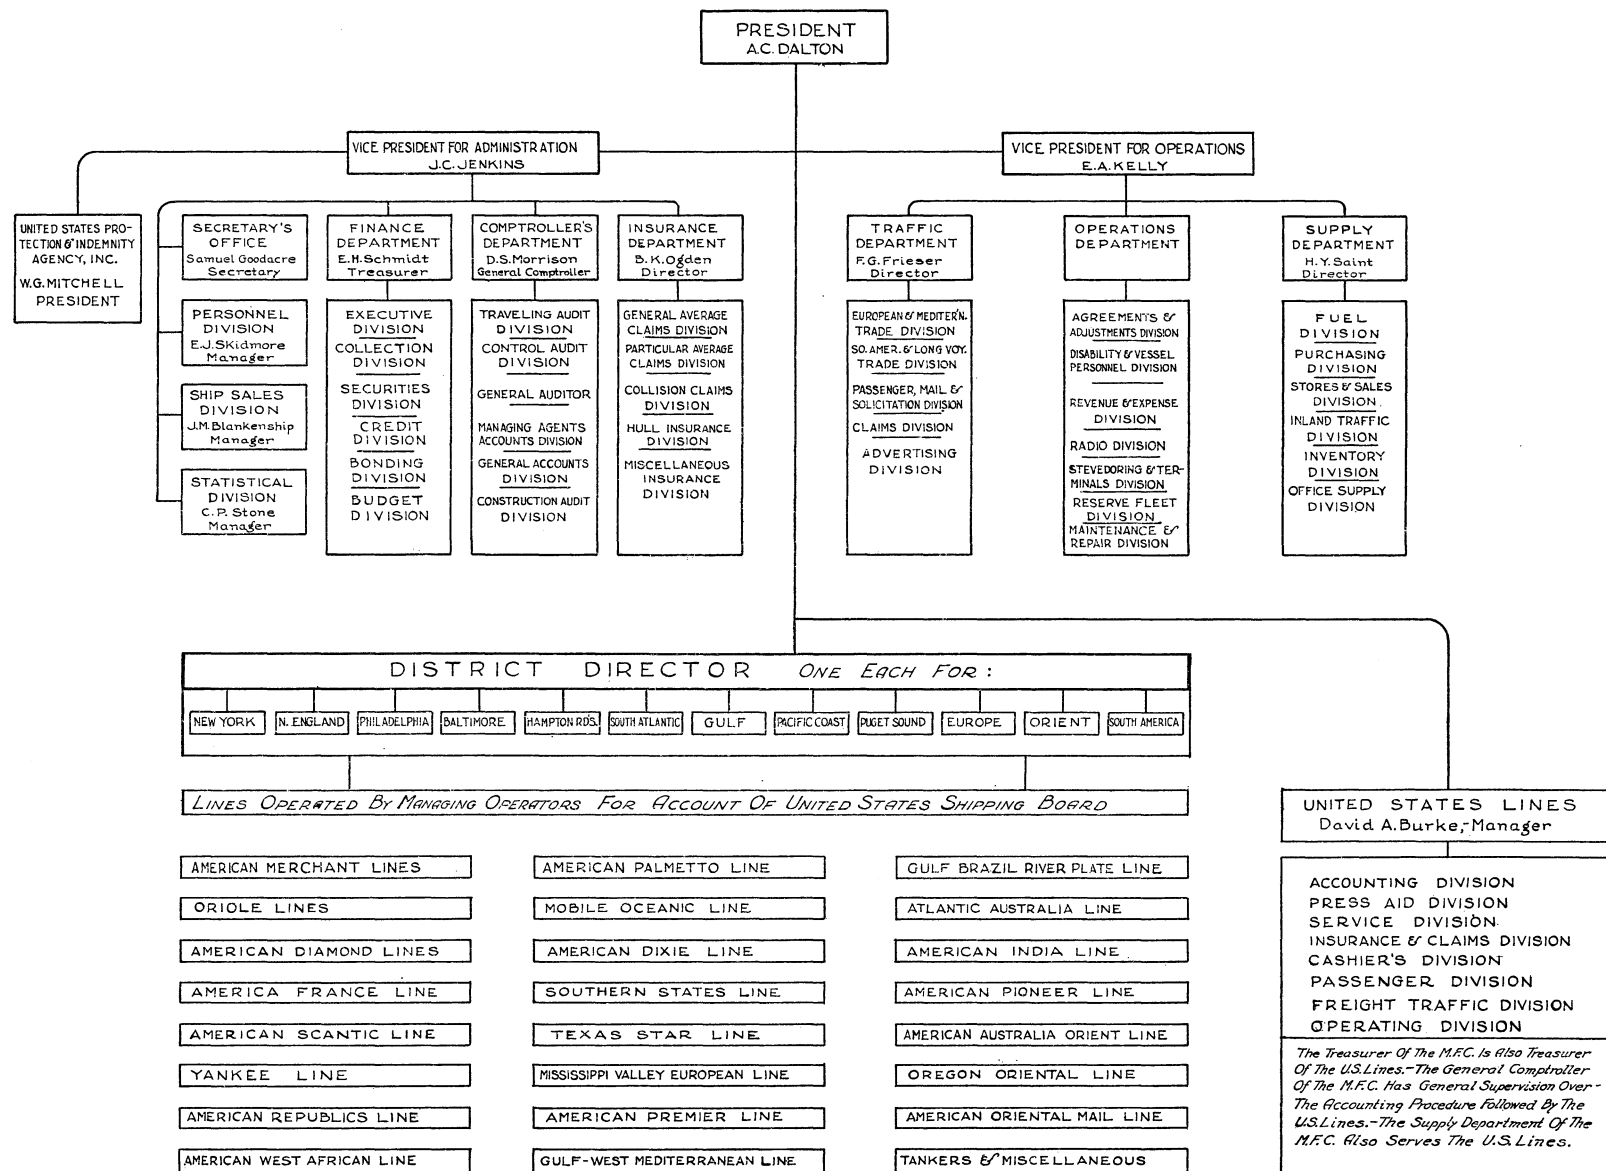 PRESIDENT
A.C. DALTON
VICE PRESIDENT FOR ADMINISTRATION
J.C. JENKINS
VICE PRESIDENT FOR OPERATIONS
E.A. KELLY
UNITED STATES PRO-
TECTION & INDEMNITY
AGENCY, INC.
W.G. MITCHELL
PRESIDENT
SECRETARY'S
OFFICE
Samuel Goodacre
Secretary
PERSONNEL
DIVISION
E.J. Skidmore
Manager
SHIP SALES
DIVISION
J.M. Blankenship
Manager
STATISTICAL
DIVISION
C.P. Stone
Manager
FINANCE
DEPARTMENT
E.H. Schmidt
Treasurer
EXECUTIVE
DIVISION
COLLECTION
DIVISION
SECURITIES
DIVISION
CREDIT
DIVISION
BONDING
DIVISION
BUDGET
DIVISION
COMPTROLLER'S
DEPARTMENT
D.S. Morrison
General Comptroller
TRAVELING AUDIT
DIVISION
CONTROL AUDIT
DIVISION
GENERAL AUDITOR
MANAGING AGENTS
ACCOUNTS DIVISION
GENERAL ACCOUNTS
DIVISION
CONSTRUCTION AUDIT
DIVISION
INSURANCE
DEPARTMENT
B.K. Ogden
Director
GENERAL AVERAGE
CLAIMS DIVISION
PARTICULAR AVERAGE
CLAIMS DIVISION
COLLISION CLAIMS
DIVISION
HULL INSURANCE
DIVISION
MISCELLANEOUS
INSURANCE
DIVISION
TRAFFIC
DEPARTMENT
F.G. Frieser
Director
EUROPEAN & MEDITER'N.
TRADE DIVISION
SO. AMER. & LONG VOY.
TRADE DIVISION
PASSENGER, MAIL &
SOLICITATION DIVISION
CLAIMS DIVISION
ADVERTISING
DIVISION
OPERATIONS
DEPARTMENT
AGREEMENTS &
ADJUSTMENTS DIVISION
DISABILITY & VESSEL
PERSONNEL DIVISION
REVENUE & EXPENSE
DIVISION
RADIO DIVISION
STEVEDORING & TER-
MINALS DIVISION
RESERVE FLEET
DIVISION
MAINTENANCE &
REPAIR DIVISION
SUPPLY
DEPARTMENT
H.Y. Saint
Director
FUEL
DIVISION
PURCHASING
DIVISION
STORES & SALES
DIVISION.
INLAND TRAFFIC
DIVISION
INVENTORY
DIVISION
OFFICE SUPPLY
DIVISION
DISTRICT DIRECTOR ONE EACH FOR:
NEW YORK
N. ENGLAND
PHILADELPHIA
BALTIMORE
HAMPTON RD'S.
SOUTH ATLANTIC
GULF
PACIFIC COAST
PUGET SOUND
EUROPE
ORIENT
SOUTH AMERICA
LINES OPERATED BY MANAGING OPERATORS FOR ACCOUNT OF UNITED STATES SHIPPING BOARD
AMERICAN MERCHANT LINES
ORIOLE LINES
AMERICAN DIAMOND LINES
AMERICA FRANCE LINE
AMERICAN SCANTIC LINE
YANKEE LINE
AMERICAN REPUBLICS LINE
AMERICAN WEST AFRICAN LINE
AMERICAN PALMETTO LINE
MOBILE OCEANIC LINE
AMERICAN DIXIE LINE
SOUTHERN STATES LINE
TEXAS STAR LINE
MISSISSIPPI VALLEY EUROPEAN LINE
AMERICAN PREMIER LINE
GULF-WEST MEDITERRANEAN LINE
GULF BRAZIL RIVER PLATE LINE
ATLANTIC AUSTRALIA LINE
AMERICAN INDIA LINE
AMERICAN PIONEER LINE
AMERICAN AUSTRALIA ORIENT LINE
OREGON ORIENTAL LINE
AMERICAN ORIENTAL MAIL LINE
TANKERS & MISCELLANEOUS
UNITED STATES LINES
David A. Burke,-Manager
ACCOUNTING DIVISION
PRESS AID DIVISION
SERVICE DIVISION
INSURANCE & CLAIMS DIVISION
CASHIER'S DIVISION
PASSENGER DIVISION
FREIGHT TRAFFIC DIVISION
OPERATING DIVISION
The Treasurer Of The M.F.C. Is Also Treasurer
Of The U.S. Lines.-The General Comptroller
Of The M.F.C. Has General Supervision Over-
The Accounting Procedure Followed By The
U.S. Lines.-The Supply Department Of The
M.F.C. Also Serves The U.S. Lines.